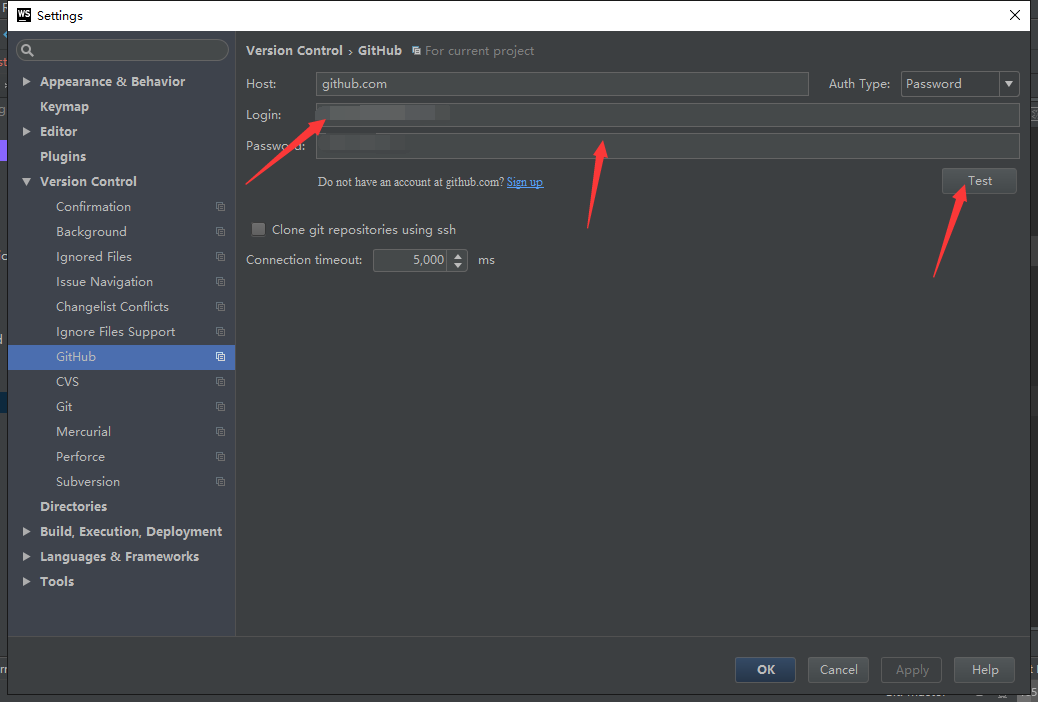 WS Settings
Version Control › GitHub For current project
Appearance & Behavior
Keymap
Editor
Plugins
Version Control
Confirmation
Background
Ignored Files
Issue Navigation
Changelist Conflicts
Ignore Files Support
GitHub
CVS
Git
Mercurial
Perforce
Subversion
Directories
Build, Execution, Deployment
Languages & Frameworks
Tools
Host: github.com Auth Type: Password
Login:
Password:
Do not have an account at github.com? Sign up
Test
Clone git repositories using ssh
Connection timeout: 5,000 ms
OK Cancel Apply Help